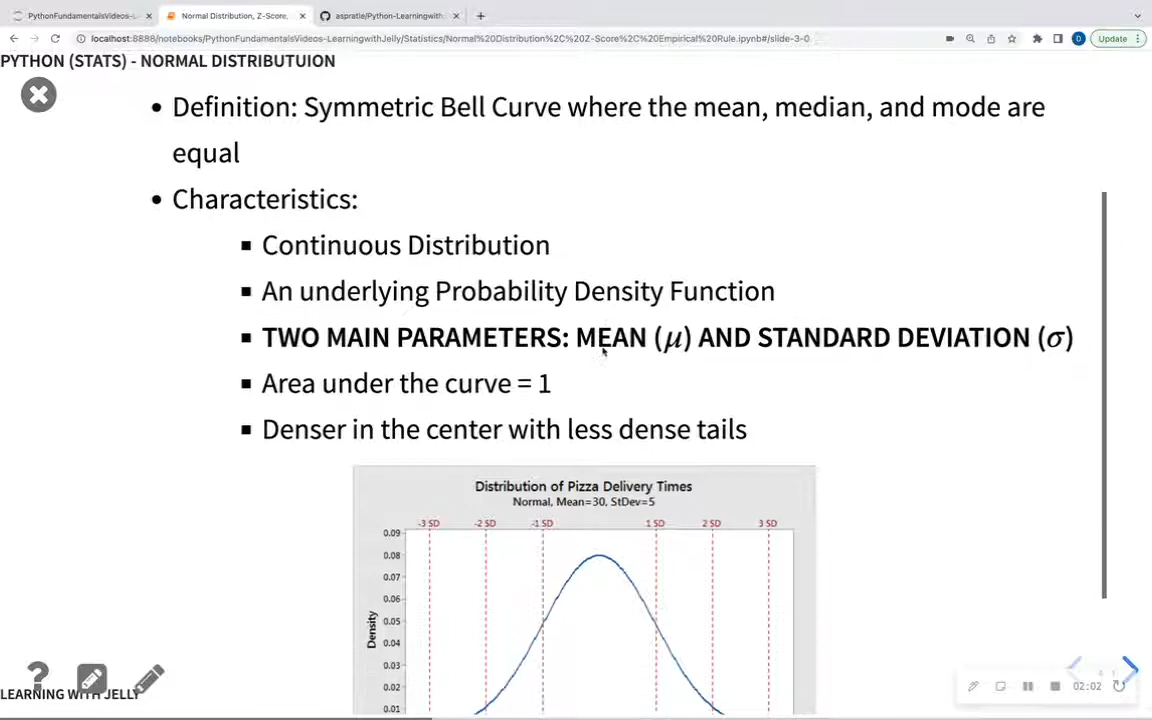 PythonFundamentalsVideos-L
Normal Distribution, Z-Score,
aspratle/Python-Learningwith
localhost:8888/notebooks/PythonFundamentalsVideos-LearningwithJelly/Statistics/Normal%20Distribution%2C%20Z-Score%2C%20Empirical%20Rule.ipynb#/slide-3-0
Update
PYTHON (STATS) - NORMAL DISTRIBUTUION
• Definition: Symmetric Bell Curve where the mean, median, and mode are
equal
• Characteristics:
▪ Continuous Distribution
▪ An underlying Probability Density Function
▪ TWO MAIN PARAMETERS: MEAN (μ) AND STANDARD DEVIATION (σ)
▪ Area under the curve = 1
▪ Denser in the center with less dense tails
Distribution of Pizza Delivery Times
Normal, Mean=30, StDev=5
-3 SD -2 SD -1 SD 1 SD 2 SD 3 SD
0.09
0.08
0.07
0.06
0.05
0.04
0.03
0.02
0.01
Density
?
LEARNING WITH JELLY
02:02